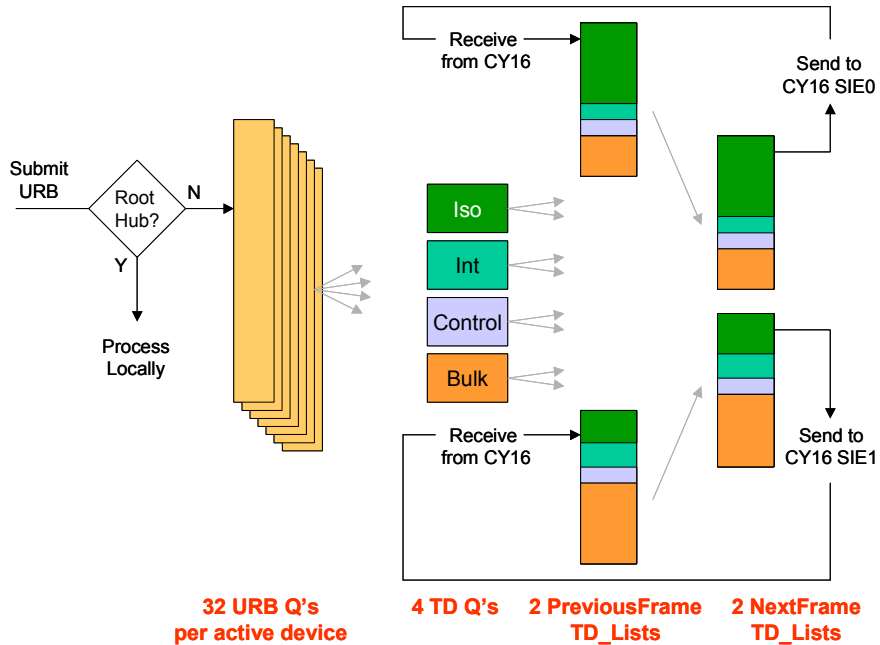 Submit
URB
Root
Hub?
N
Y
Process
Locally
Receive
from CY16
Send to
CY16 SIE0
Iso
Int
Control
Bulk
Receive
from CY16
Send to
CY16 SIE1
32 URB Q's
per active device
4 TD Q's
2 PreviousFrame
TD_Lists
2 NextFrame
TD_Lists